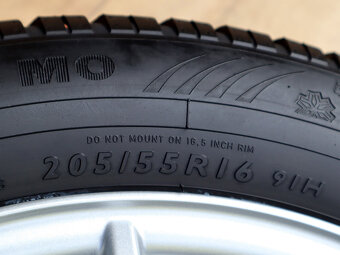 MO
DO NOT MOUNT ON 16.5 INCH RIM
205/55R16 91H